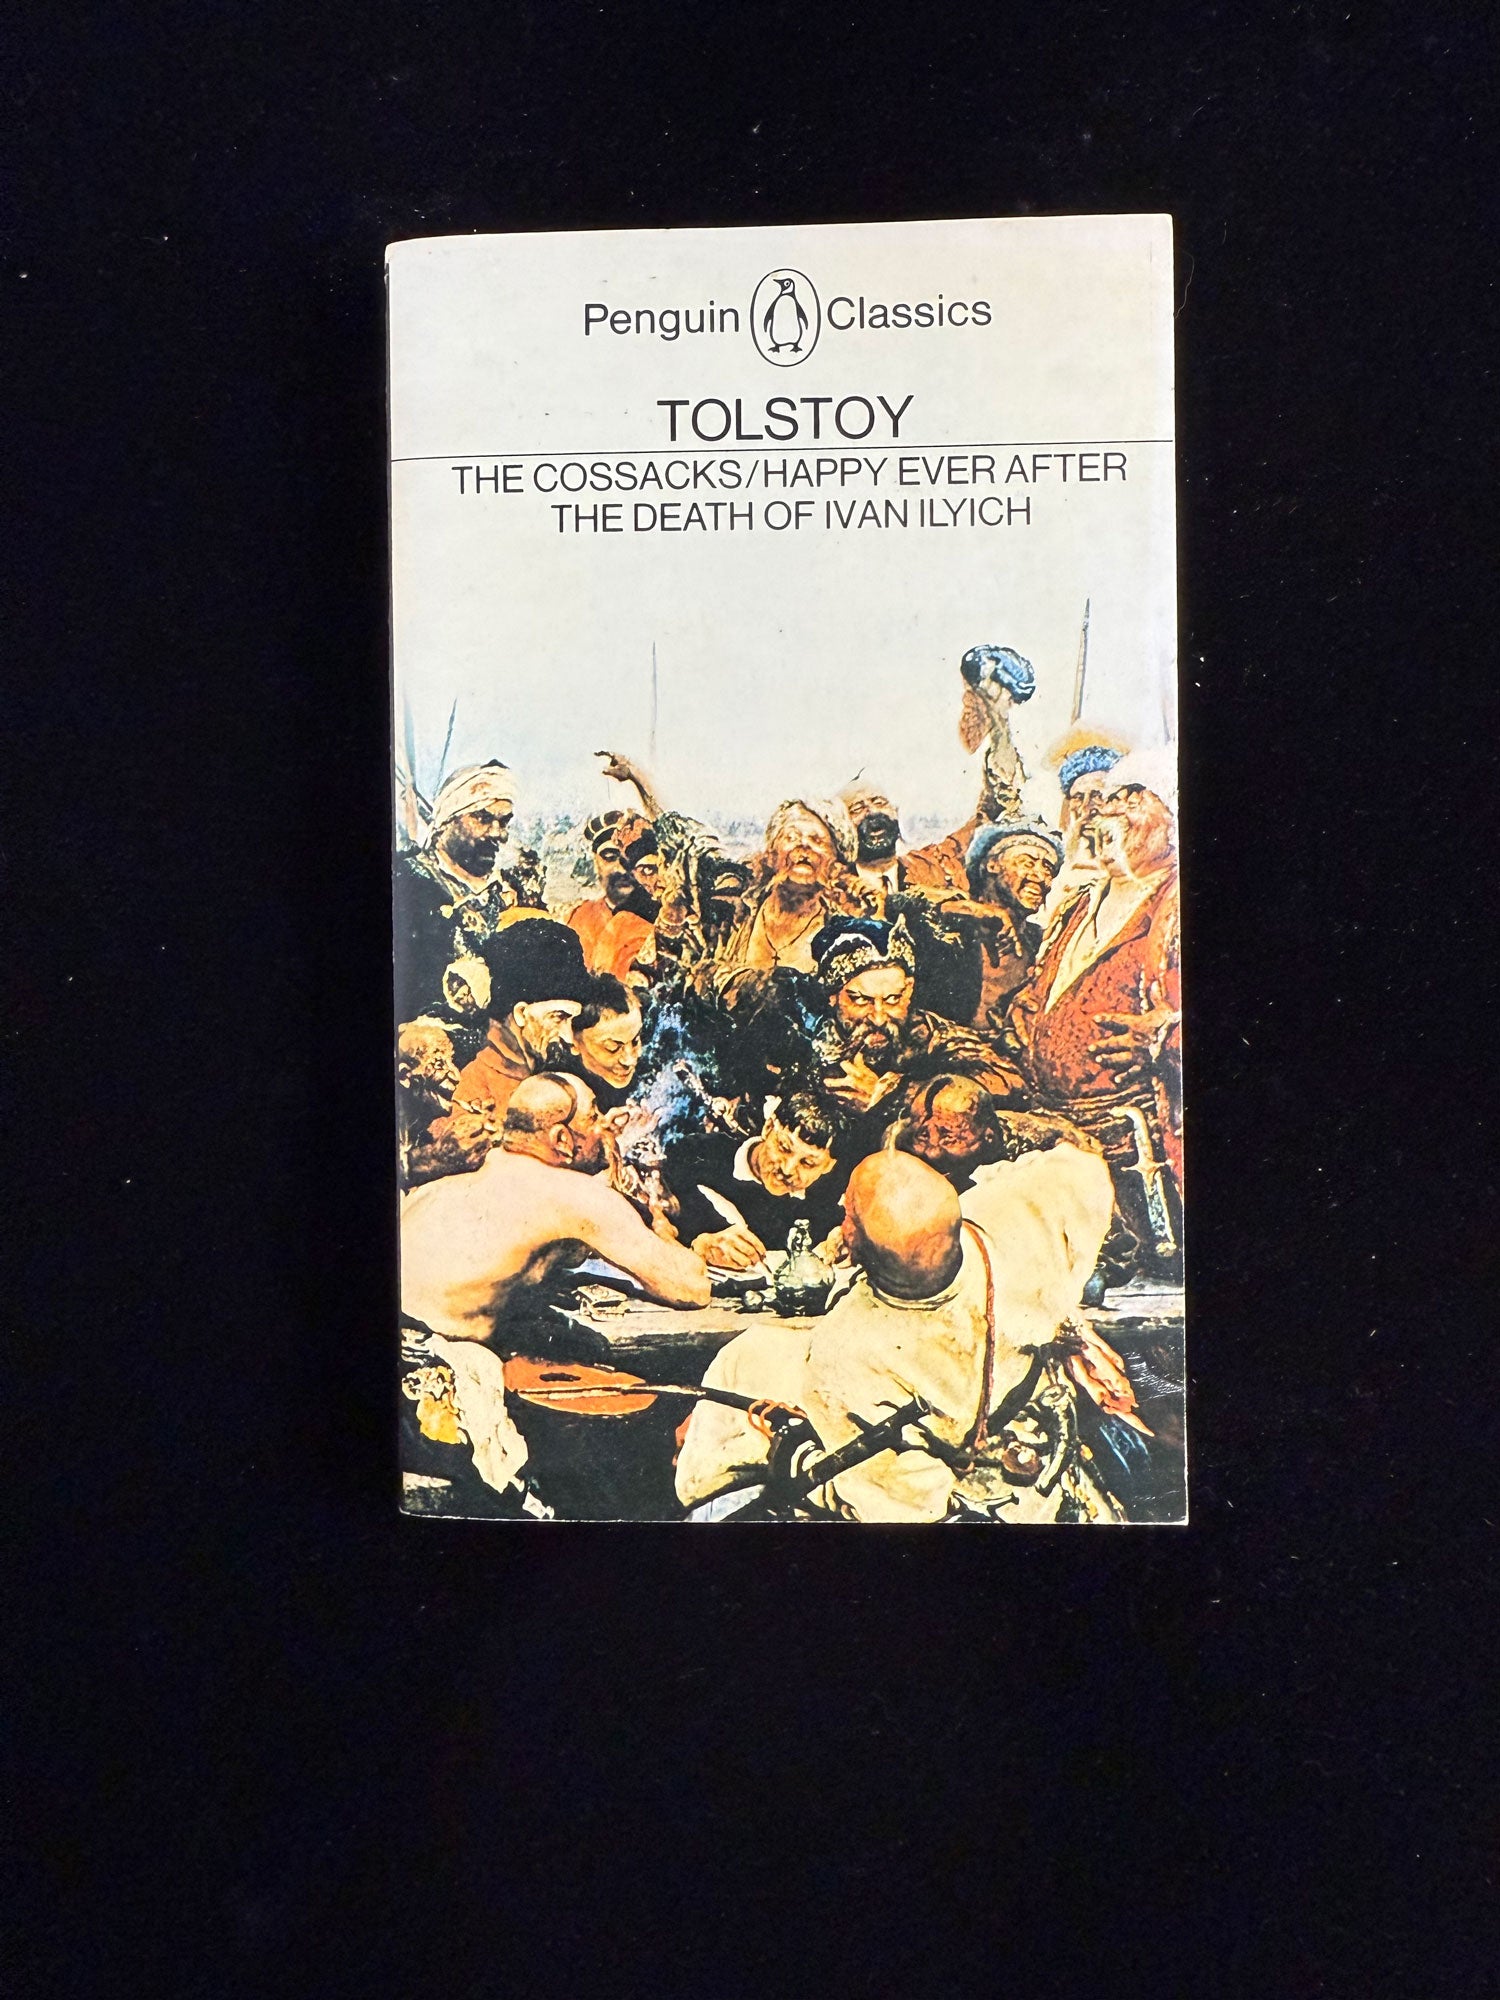 Penguin Classics
TOLSTOY
THE COSSACKS/HAPPY EVER AFTER
THE DEATH OF IVAN ILYICH